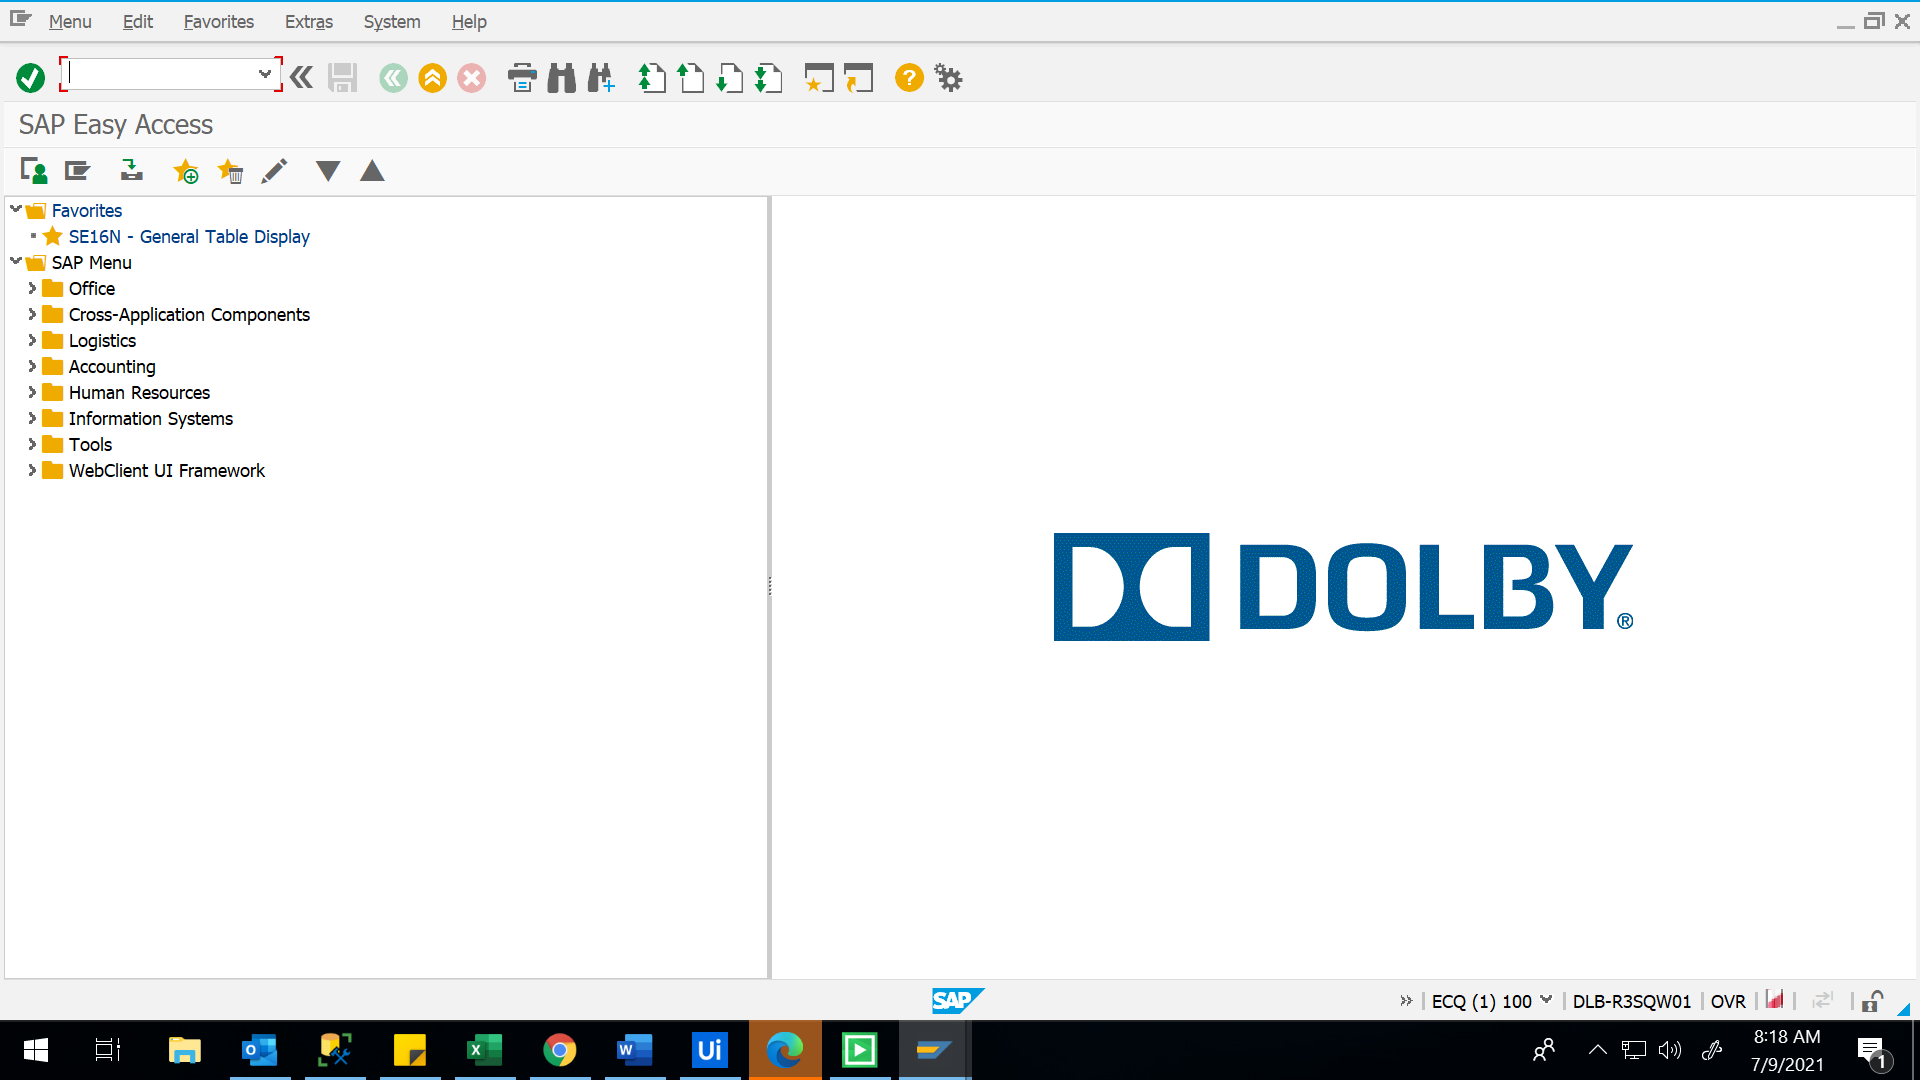 Menu Edit Favorites Extras System Help
SAP Easy Access
Favorites
SE16N - General Table Display
SAP Menu
Office
Cross-Application Components
Logistics
Accounting
Human Resources
Information Systems
Tools
WebClient UI Framework
DOLBY®
SAP
ECQ (1) 100 DLB-R3SQW01 OVR
8:18 AM
7/9/2021
1